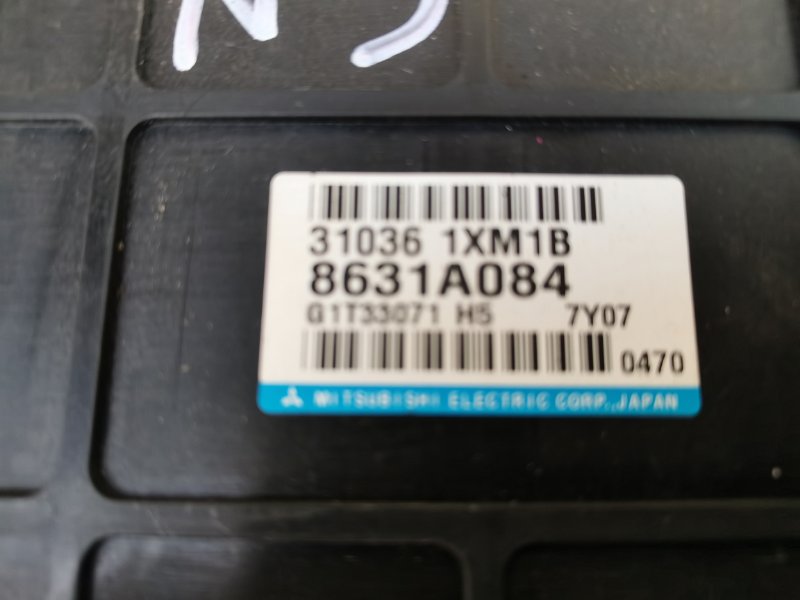 31036 1XM1B
8631A084
G1T33071 H5 7Y07
0470
MITSUBISHI ELECTRIC CORP., JAPAN